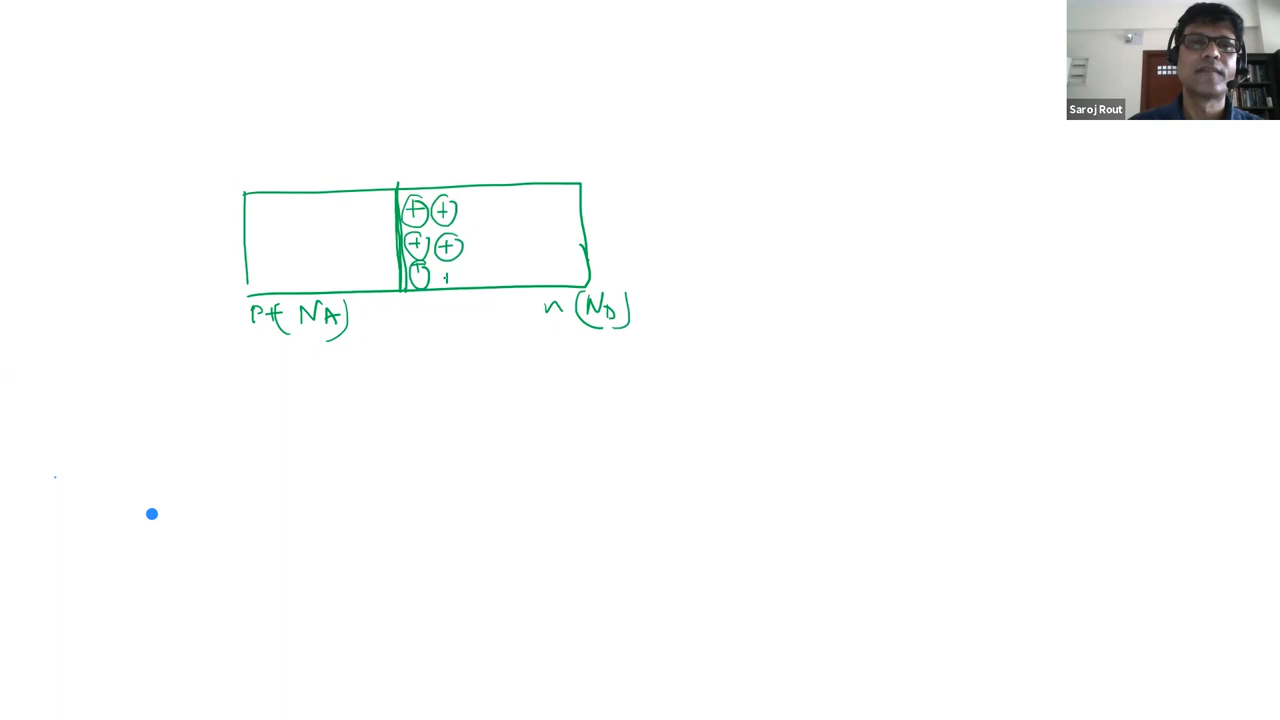 Saroj Rout
+ +
+ +
+ +
P+ (NA) n (ND)